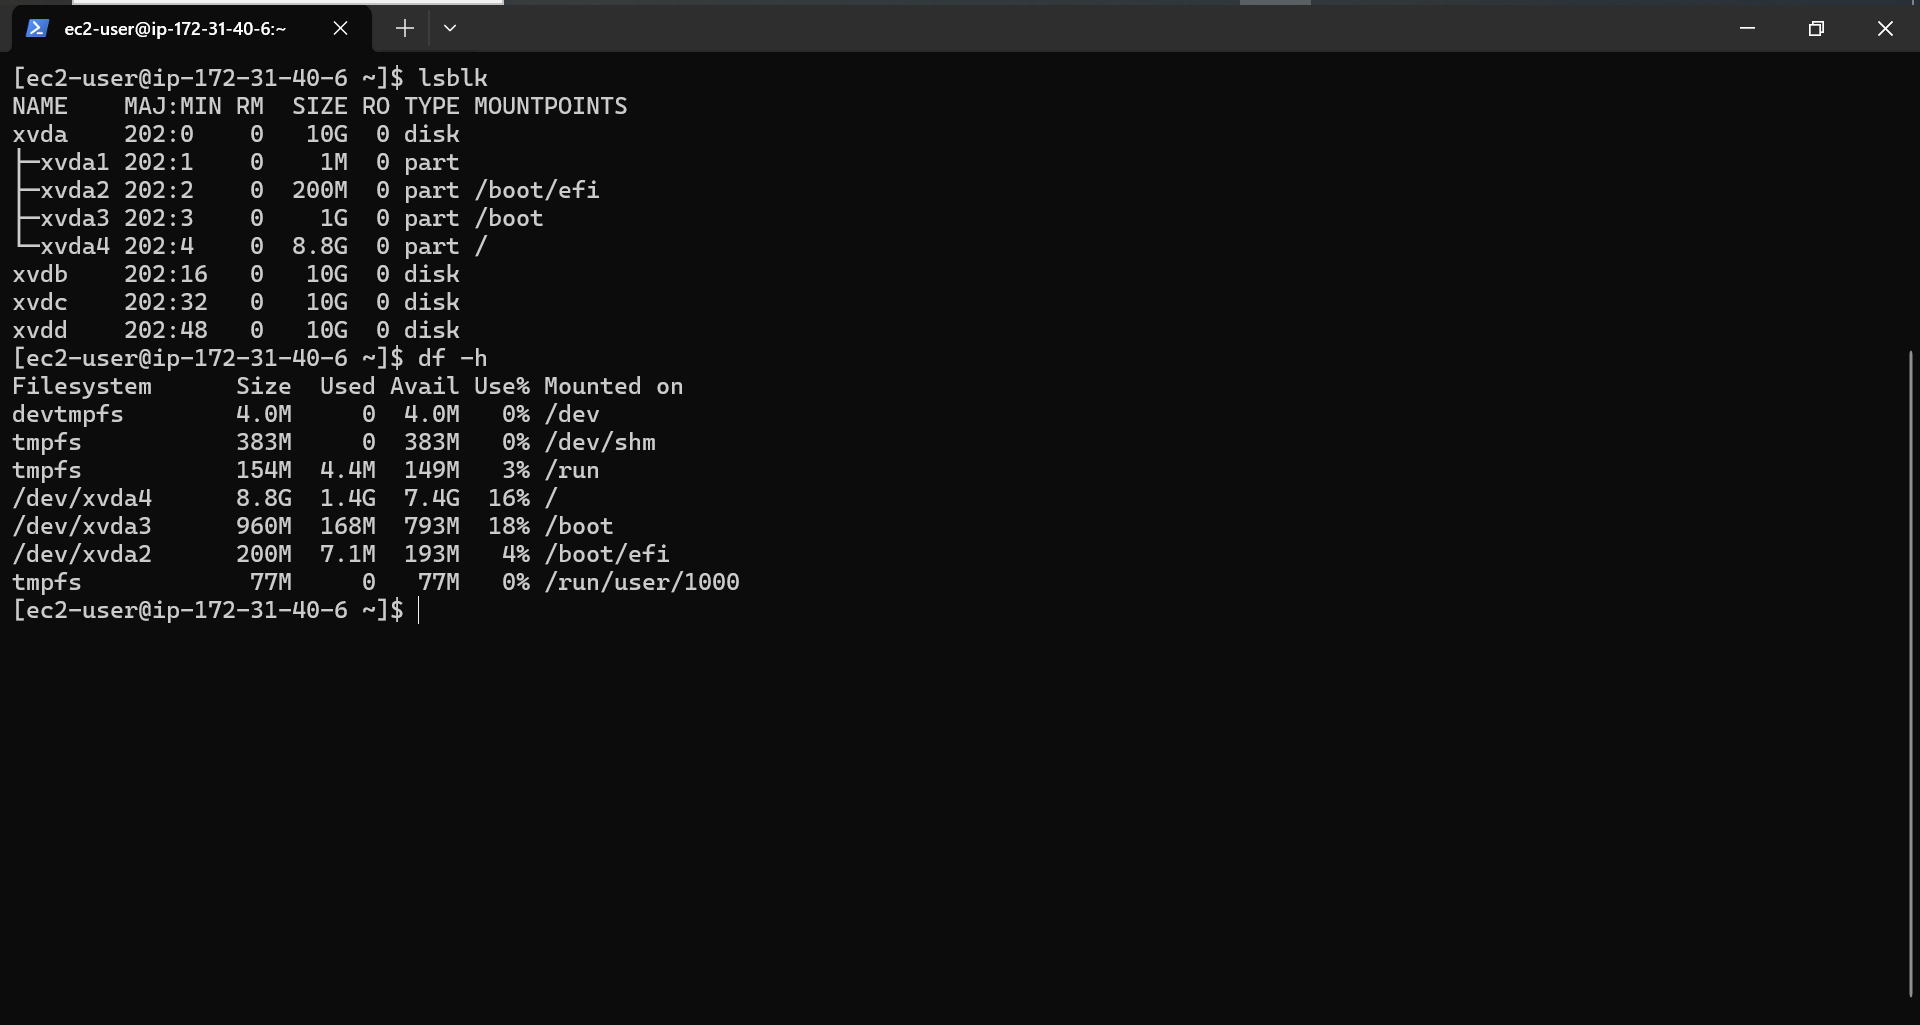 ec2-user@ip-172-31-40-6:~
[ec2-user@ip-172-31-40-6 ~]$ lsblk
NAME    MAJ:MIN RM  SIZE RO TYPE MOUNTPOINTS
xvda    202:0    0   10G  0 disk
├─xvda1 202:1    0    1M  0 part
├─xvda2 202:2    0  200M  0 part /boot/efi
├─xvda3 202:3    0    1G  0 part /boot
└─xvda4 202:4    0  8.8G  0 part /
xvdb    202:16   0   10G  0 disk
xvdc    202:32   0   10G  0 disk
xvdd    202:48   0   10G  0 disk
[ec2-user@ip-172-31-40-6 ~]$ df -h
Filesystem      Size  Used Avail Use% Mounted on
devtmpfs        4.0M     0  4.0M   0% /dev
tmpfs           383M     0  383M   0% /dev/shm
tmpfs           154M  4.4M  149M   3% /run
/dev/xvda4      8.8G  1.4G  7.4G  16% /
/dev/xvda3      960M  168M  793M  18% /boot
/dev/xvda2      200M  7.1M  193M   4% /boot/efi
tmpfs            77M     0   77M   0% /run/user/1000
[ec2-user@ip-172-31-40-6 ~]$